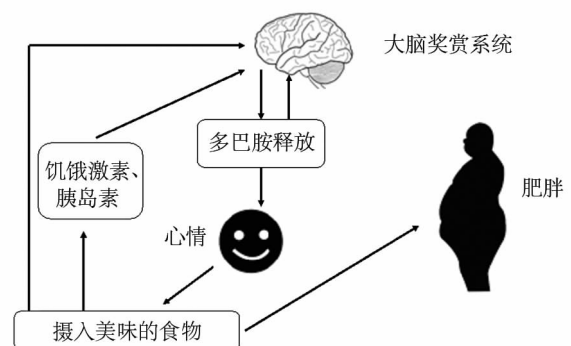 大脑奖赏系统
多巴胺释放
饥饿激素、
胰岛素
肥胖
心情
摄入美味的食物